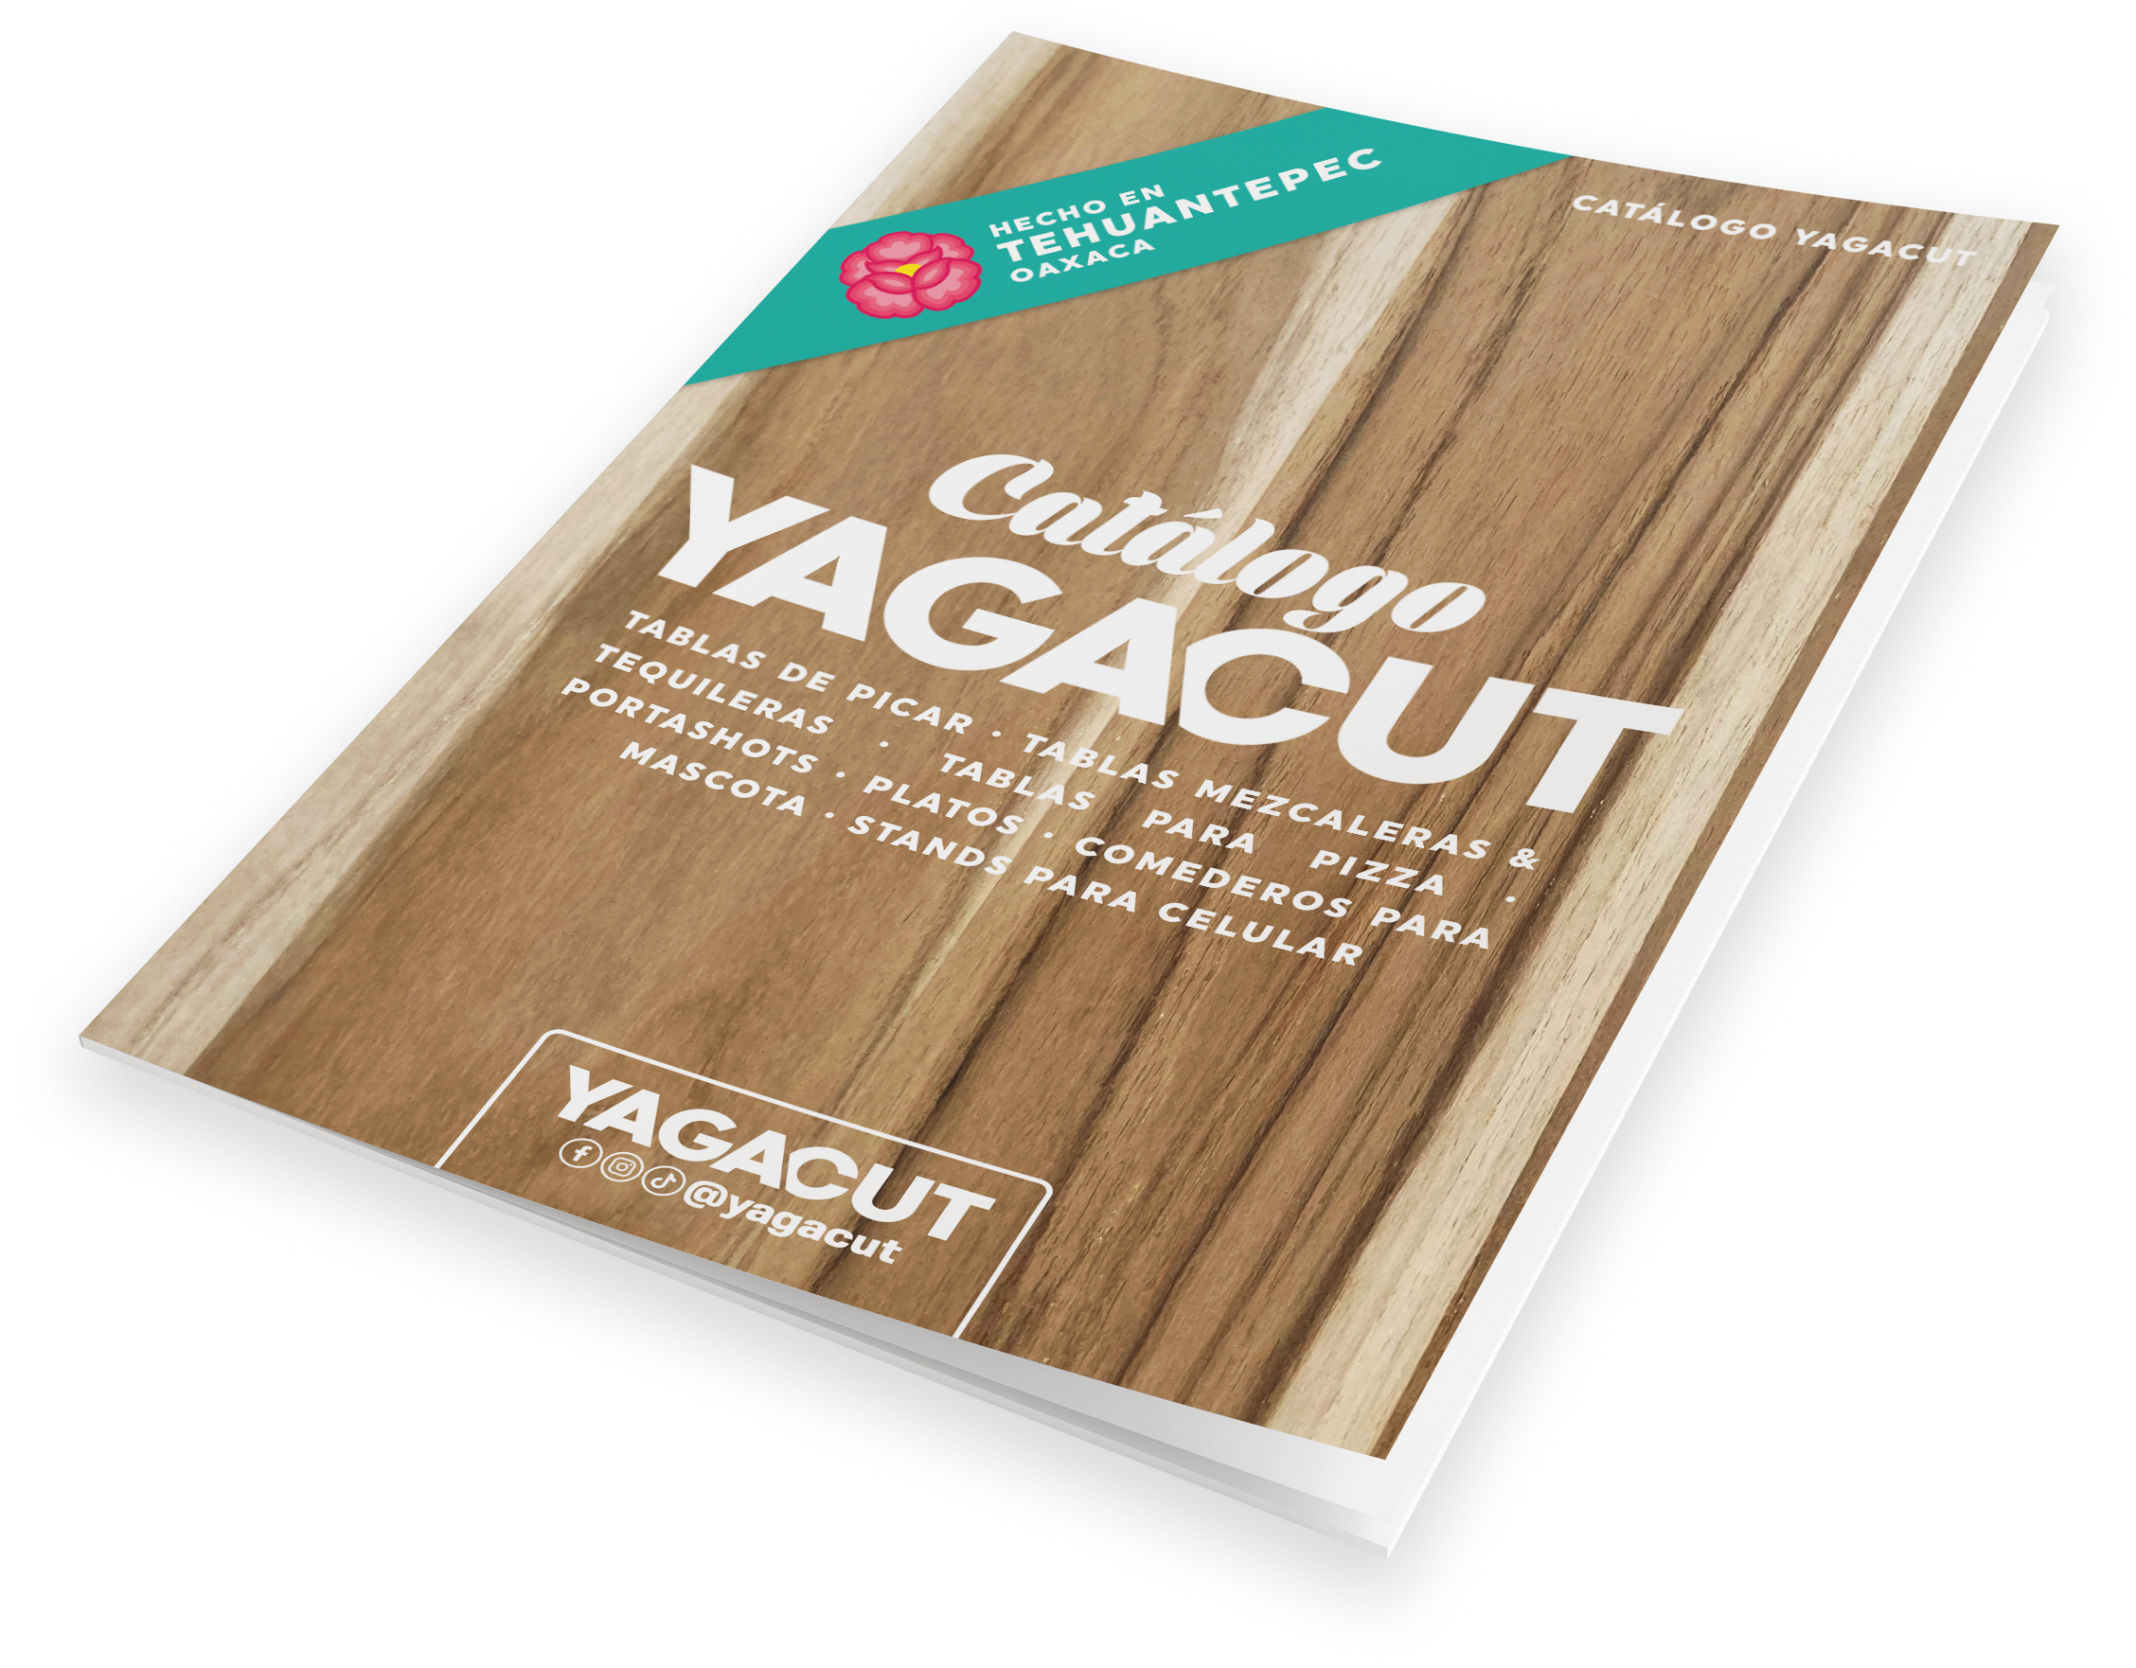 HECHO EN
TEHUANTEPEC
OAXACA
CATÁLOGO YAGACUT
Catálogo
YAGACUT
TABLAS DE PICAR · TABLAS MEZCALERAS &
TEQUILERAS · TABLAS PARA PIZZA ·
PORTASHOTS · PLATOS · COMEDEROS PARA
MASCOTA · STANDS PARA CELULAR
YAGACUT
@yagacut